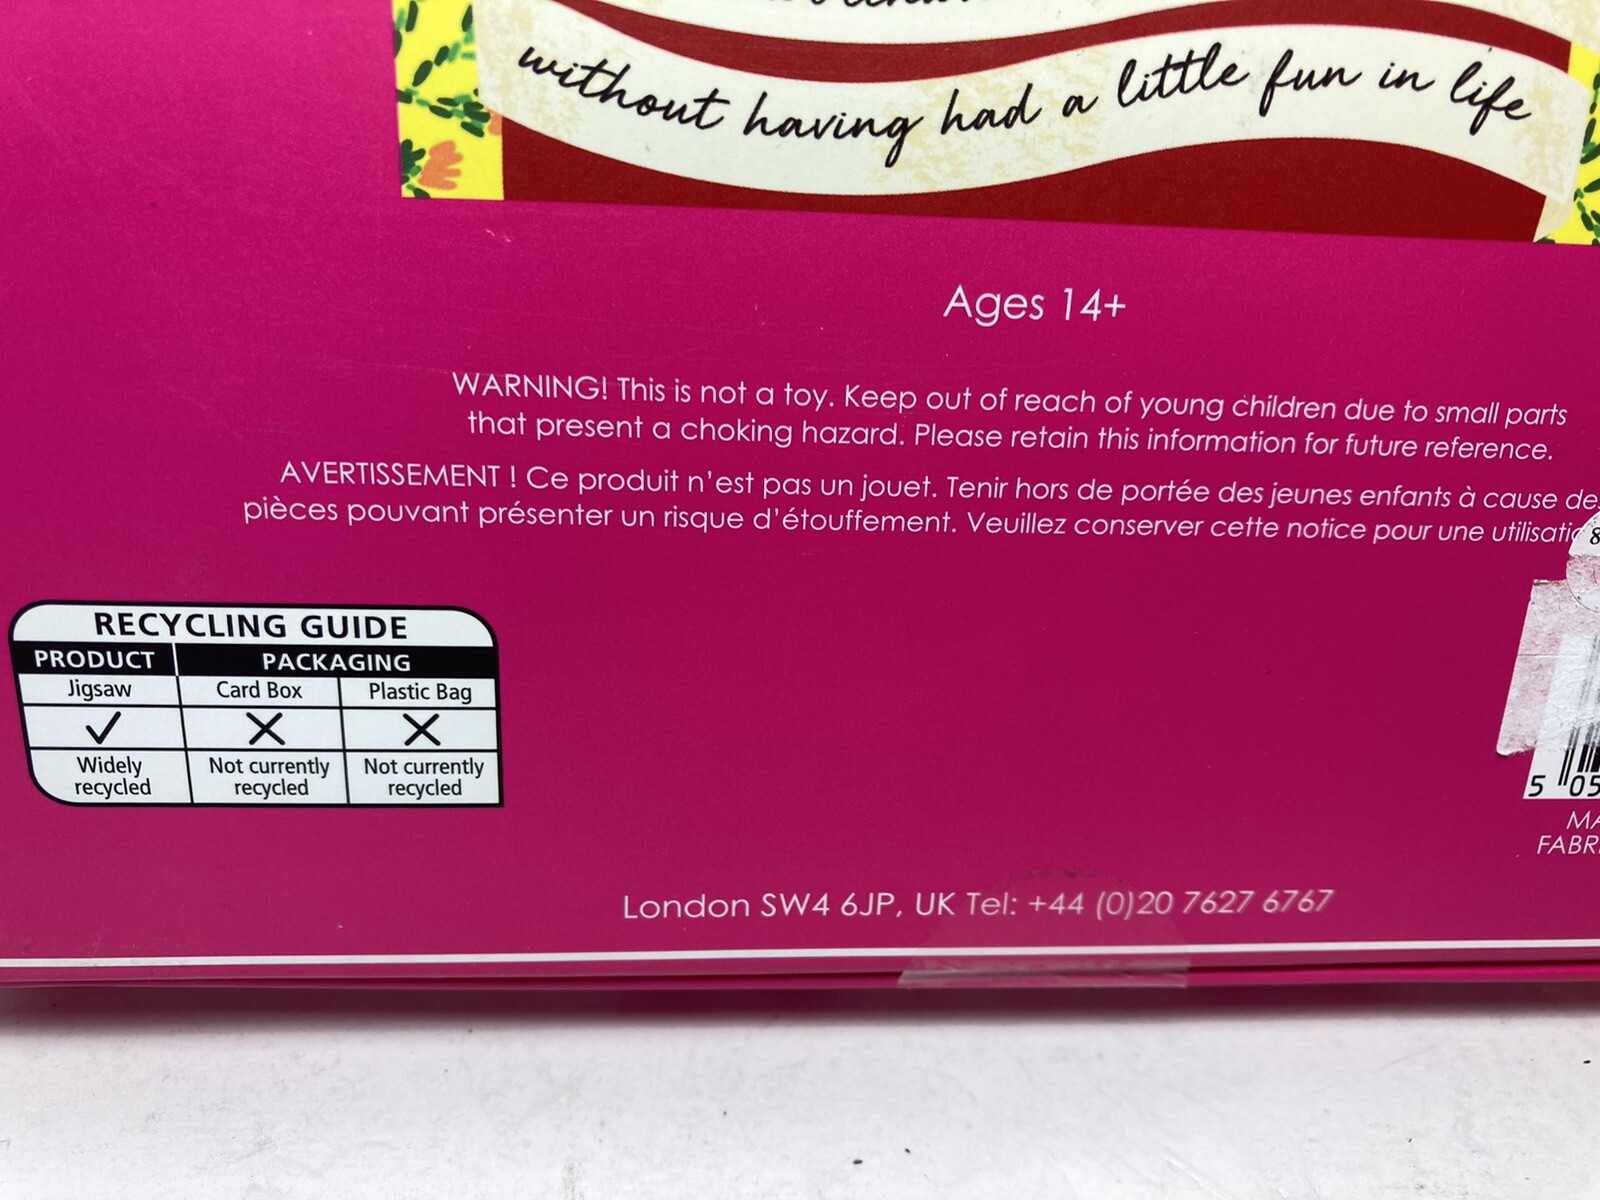 without having had a little fun in life
Ages 14+
WARNING! This is not a toy. Keep out of reach of young children due to small parts
that present a choking hazard. Please retain this information for future reference.
AVERTISSEMENT ! Ce produit n'est pas un jouet. Tenir hors de portée des jeunes enfants à cause de
pièces pouvant présenter un risque d'étouffement. Veuillez conserver cette notice pour une
RECYCLING GUIDE
PRODUCT PACKAGING
Jigsaw Card Box Plastic Bag
Widely Not currently Not currently
recycled recycled recycled
5 05
London SW4 6JP, UK Tel: +44 (0)20 7627 6767